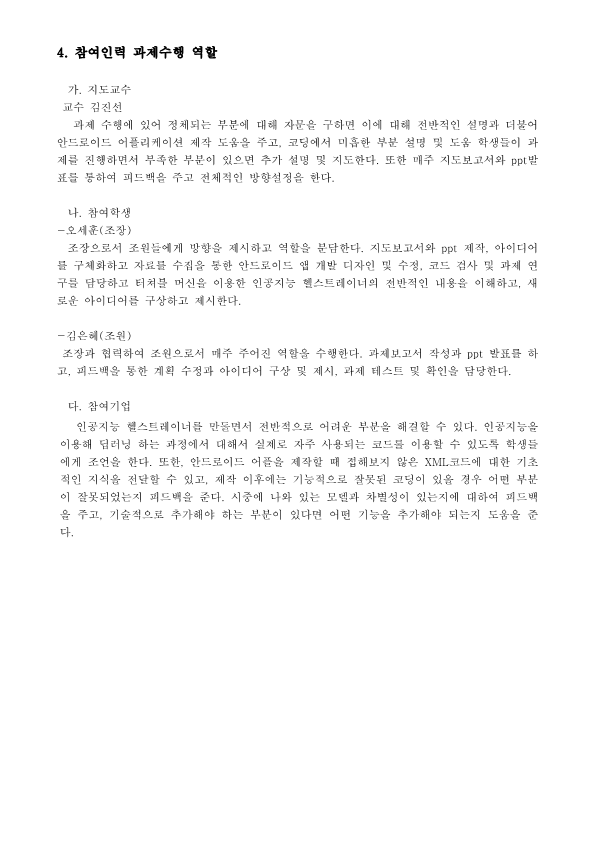 4. 참여인력 과제수행 역할
가. 지도교수
교수 김진선
과제 수행에 있어 정체되는 부분에 대해 자문을 구하면 이에 대해 전반적인 설명과 더불어
안드로이드 어플리케이션 제작 도움을 주고, 코딩에서 미흡한 부분 설명 및 도움 학생들이 과
제를 진행하면서 부족한 부분이 있으면 추가 설명 및 지도한다. 또한 매주 지도보고서와 ppt발
표를 통하여 피드백을 주고 전체적인 방향설정을 한다.
나. 참여학생
-오세훈(조장)
조장으로서 조원들에게 방향을 제시하고 역할을 분담한다. 지도보고서와 ppt 제작, 아이디어
를 구체화하고 자료를 수집을 통한 안드로이드 앱 개발 디자인 및 수정, 코드 검사 및 과제 연
구를 담당하고 터쳐블 머신을 이용한 인공지능 헬스트레이너의 전반적인 내용을 이해하고, 새
로운 아이디어를 구상하고 제시한다.
-김은혜(조원)
조장과 협력하여 조원으로서 매주 주어진 역할을 수행한다. 과제보고서 작성과 ppt 발표를 하
고, 피드백을 통한 계획 수정과 아이디어 구상 및 제시, 과제 테스트 및 확인을 담당한다.
다. 참여기업
인공지능 헬스트레이너를 만들면서 전반적으로 어려운 부분을 해결할 수 있다. 인공지능을
이용해 딥러닝 하는 과정에서 대해서 실제로 자주 사용되는 코드를 이용할 수 있도록 학생들
에게 조언을 한다. 또한, 안드로이드 어플을 제작할 때 접해보지 않은 XML코드에 대한 기초
적인 지식을 전달할 수 있고, 제작 이후에는 기능적으로 잘못된 코딩이 있을 경우 어떤 부분
이 잘못되었는지 피드백을 준다. 시중에 나와 있는 모델과 차별성이 있는지에 대하여 피드백
을 주고, 기술적으로 추가해야 하는 부분이 있다면 어떤 기능을 추가해야 되는지 도움을 준
다.